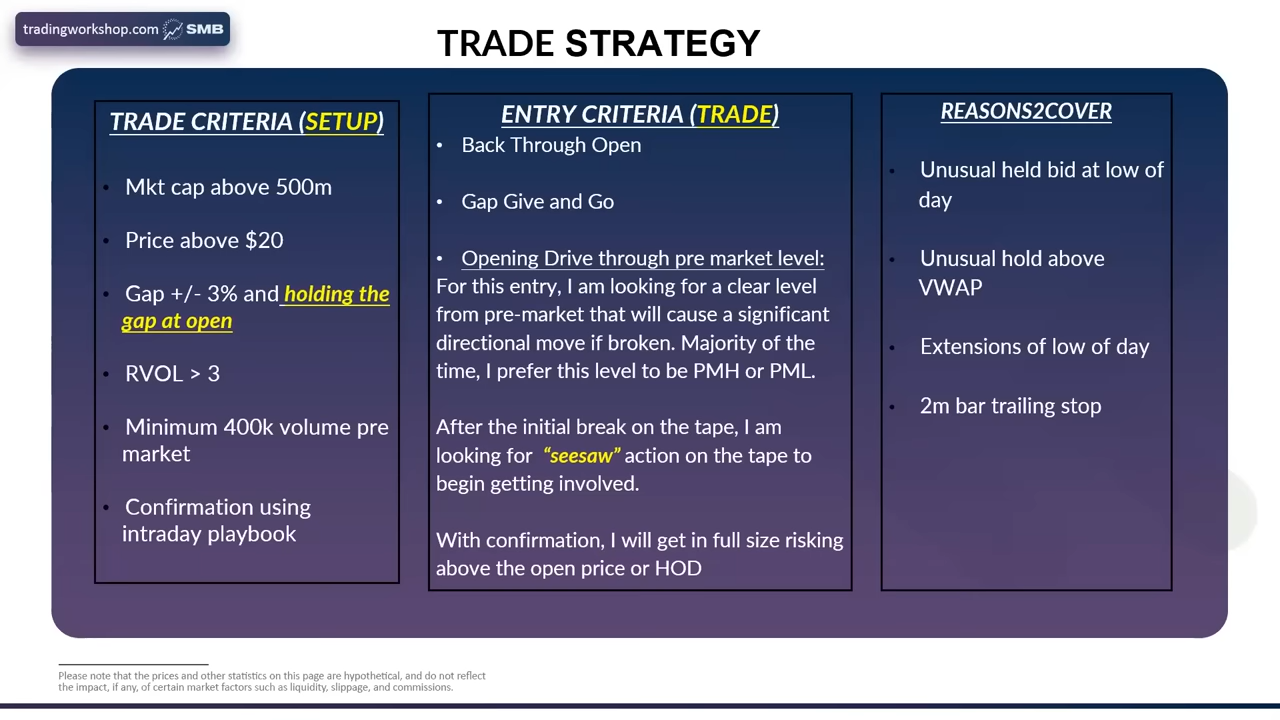 tradingworkshop.com SMB
TRADE STRATEGY
TRADE CRITERIA (SETUP)
• Mkt cap above 500m
• Price above $20
• Gap +/- 3% and holding the
gap at open
• RVOL > 3
• Minimum 400k volume pre
market
• Confirmation using
intraday playbook
ENTRY CRITERIA (TRADE)
• Back Through Open
• Gap Give and Go
• Opening Drive through pre market level:
For this entry, I am looking for a clear level
from pre-market that will cause a significant
directional move if broken. Majority of the
time, I prefer this level to be PMH or PML.
After the initial break on the tape, I am
looking for “seesaw” action on the tape to
begin getting involved.
With confirmation, I will get in full size risking
above the open price or HOD
REASONS2COVER
• Unusual held bid at low of
day
• Unusual hold above
VWAP
• Extensions of low of day
• 2m bar trailing stop
Please note that the prices and other statistics on this page are hypothetical, and do not reflect
the impact, if any, of certain market factors such as liquidity, slippage, and commissions.